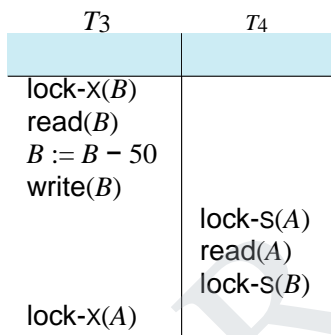 T3 T4
lock-X(B)
read(B)
B := B − 50
write(B)
lock-S(A)
read(A)
lock-S(B)
lock-X(A)